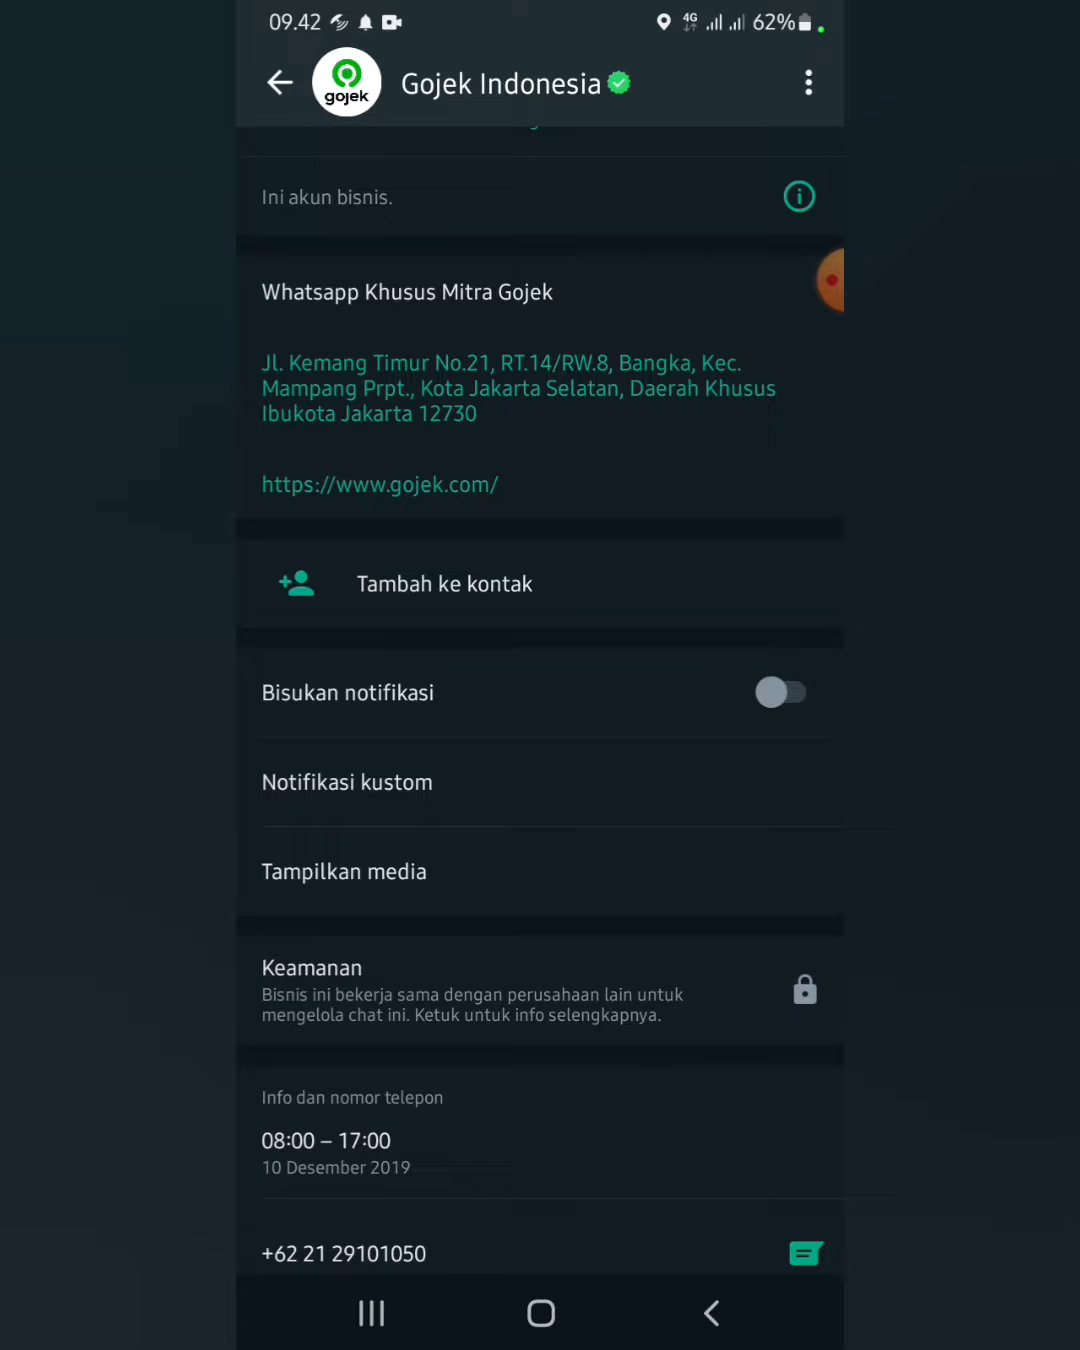 09.42
4G
62%
gojek
Gojek Indonesia
Ini akun bisnis.
Whatsapp Khusus Mitra Gojek
Jl. Kemang Timur No.21, RT.14/RW.8, Bangka, Kec.
Mampang Prpt., Kota Jakarta Selatan, Daerah Khusus
Ibukota Jakarta 12730
https://www.gojek.com/
Tambah ke kontak
Bisukan notifikasi
Notifikasi kustom
Tampilkan media
Keamanan
Bisnis ini bekerja sama dengan perusahaan lain untuk
mengelola chat ini. Ketuk untuk info selengkapnya.
Info dan nomor telepon
08:00 – 17:00
10 Desember 2019
+62 21 29101050